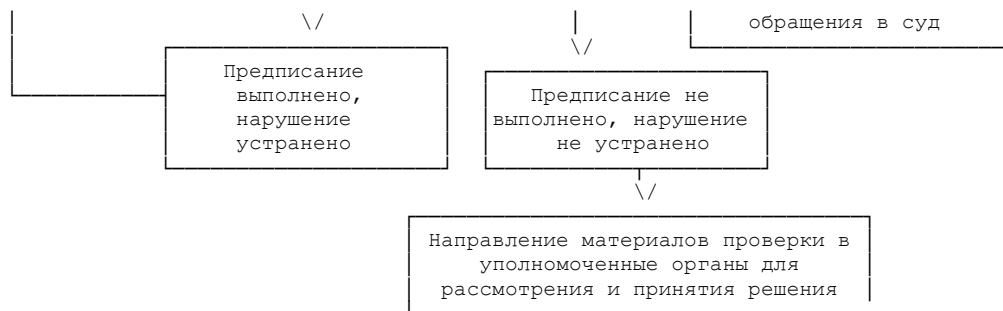 обращения в суд
Предписание
выполнено,
нарушение
устранено
Предписание не
выполнено, нарушение
не устранено
Направление материалов проверки в
уполномоченные органы для
рассмотрения и принятия решения